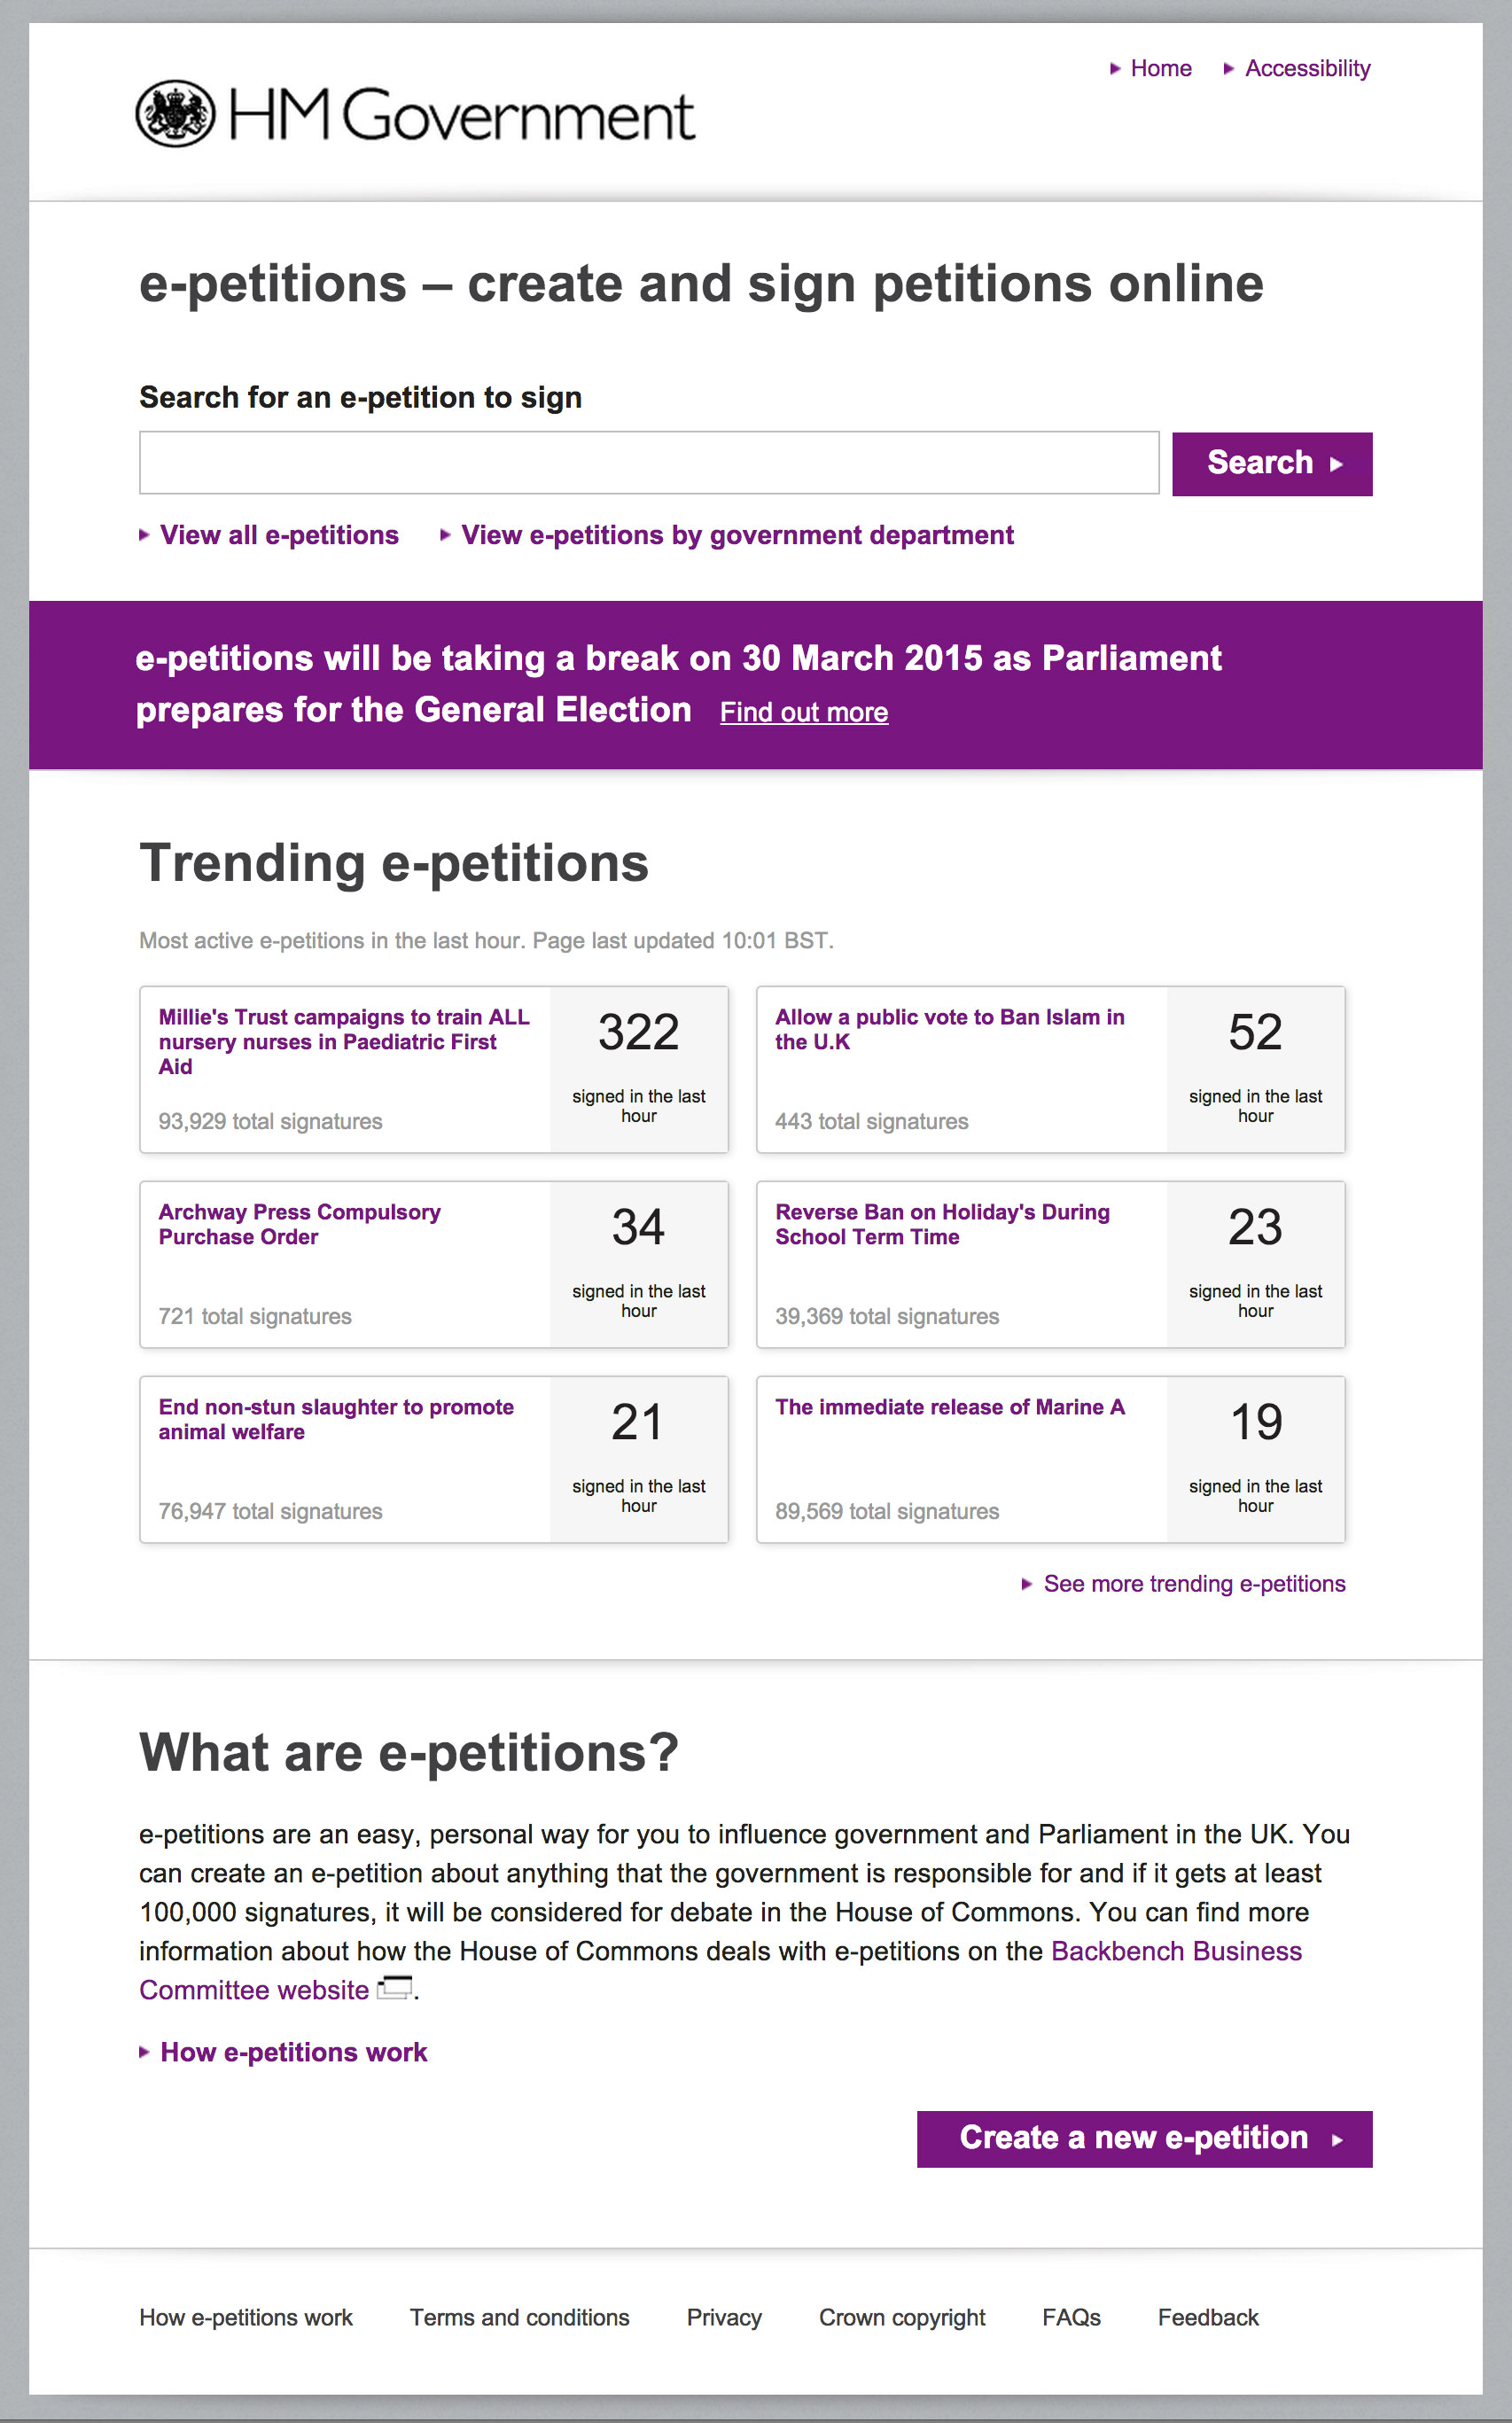 Home Accessibility
HM Government
e-petitions – create and sign petitions online
Search for an e-petition to sign
Search
View all e-petitions View e-petitions by government department
e-petitions will be taking a break on 30 March 2015 as Parliament
prepares for the General Election Find out more
Trending e-petitions
Most active e-petitions in the last hour. Page last updated 10:01 BST.
Millie's Trust campaigns to train ALL
nursery nurses in Paediatric First
Aid
93,929 total signatures
322
signed in the last
hour
Allow a public vote to Ban Islam in
the U.K
443 total signatures
52
signed in the last
hour
Archway Press Compulsory
Purchase Order
721 total signatures
34
signed in the last
hour
Reverse Ban on Holiday's During
School Term Time
39,369 total signatures
23
signed in the last
hour
End non-stun slaughter to promote
animal welfare
76,947 total signatures
21
signed in the last
hour
The immediate release of Marine A
89,569 total signatures
19
signed in the last
hour
See more trending e-petitions
What are e-petitions?
e-petitions are an easy, personal way for you to influence government and Parliament in the UK. You
can create an e-petition about anything that the government is responsible for and if it gets at least
100,000 signatures, it will be considered for debate in the House of Commons. You can find more
information about how the House of Commons deals with e-petitions on the Backbench Business
Committee website .
How e-petitions work
Create a new e-petition
How e-petitions work Terms and conditions Privacy Crown copyright FAQs Feedback